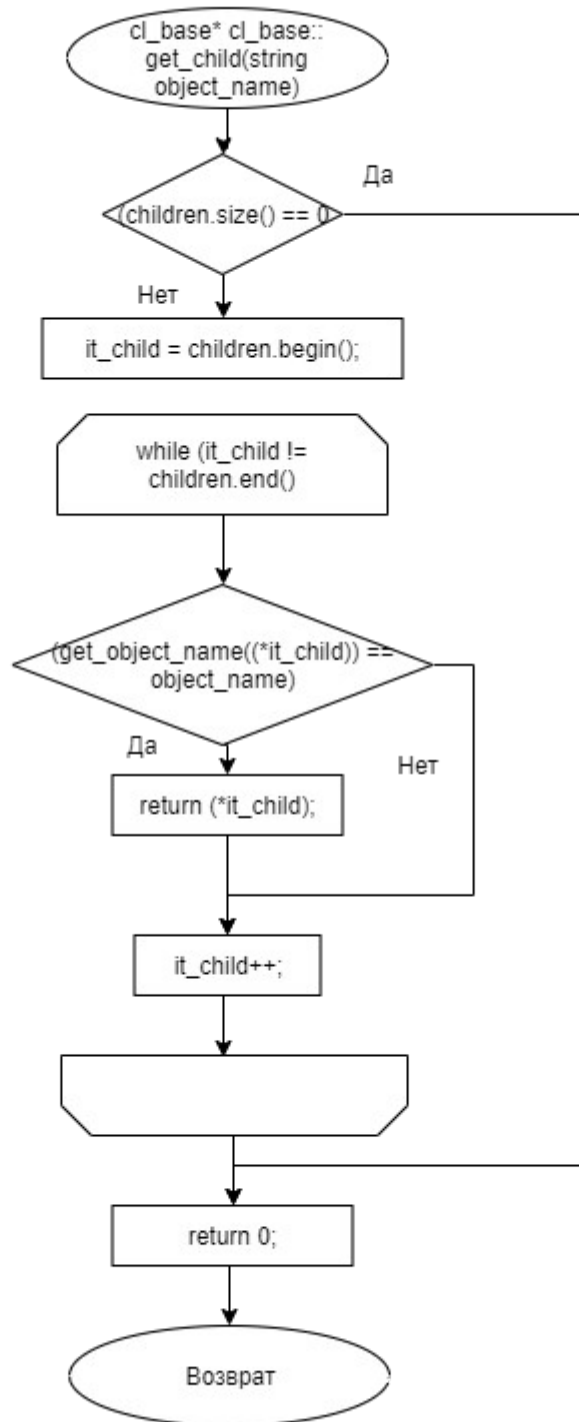 cl_base* cl_base::
get_child(string
object_name)
Да
(children.size() == 0
Нет
it_child = children.begin();
while (it_child !=
children.end()
(get_object_name((*it_child)) ==
object_name)
Да
Нет
return (*it_child);
it_child++;
return 0;
Возврат